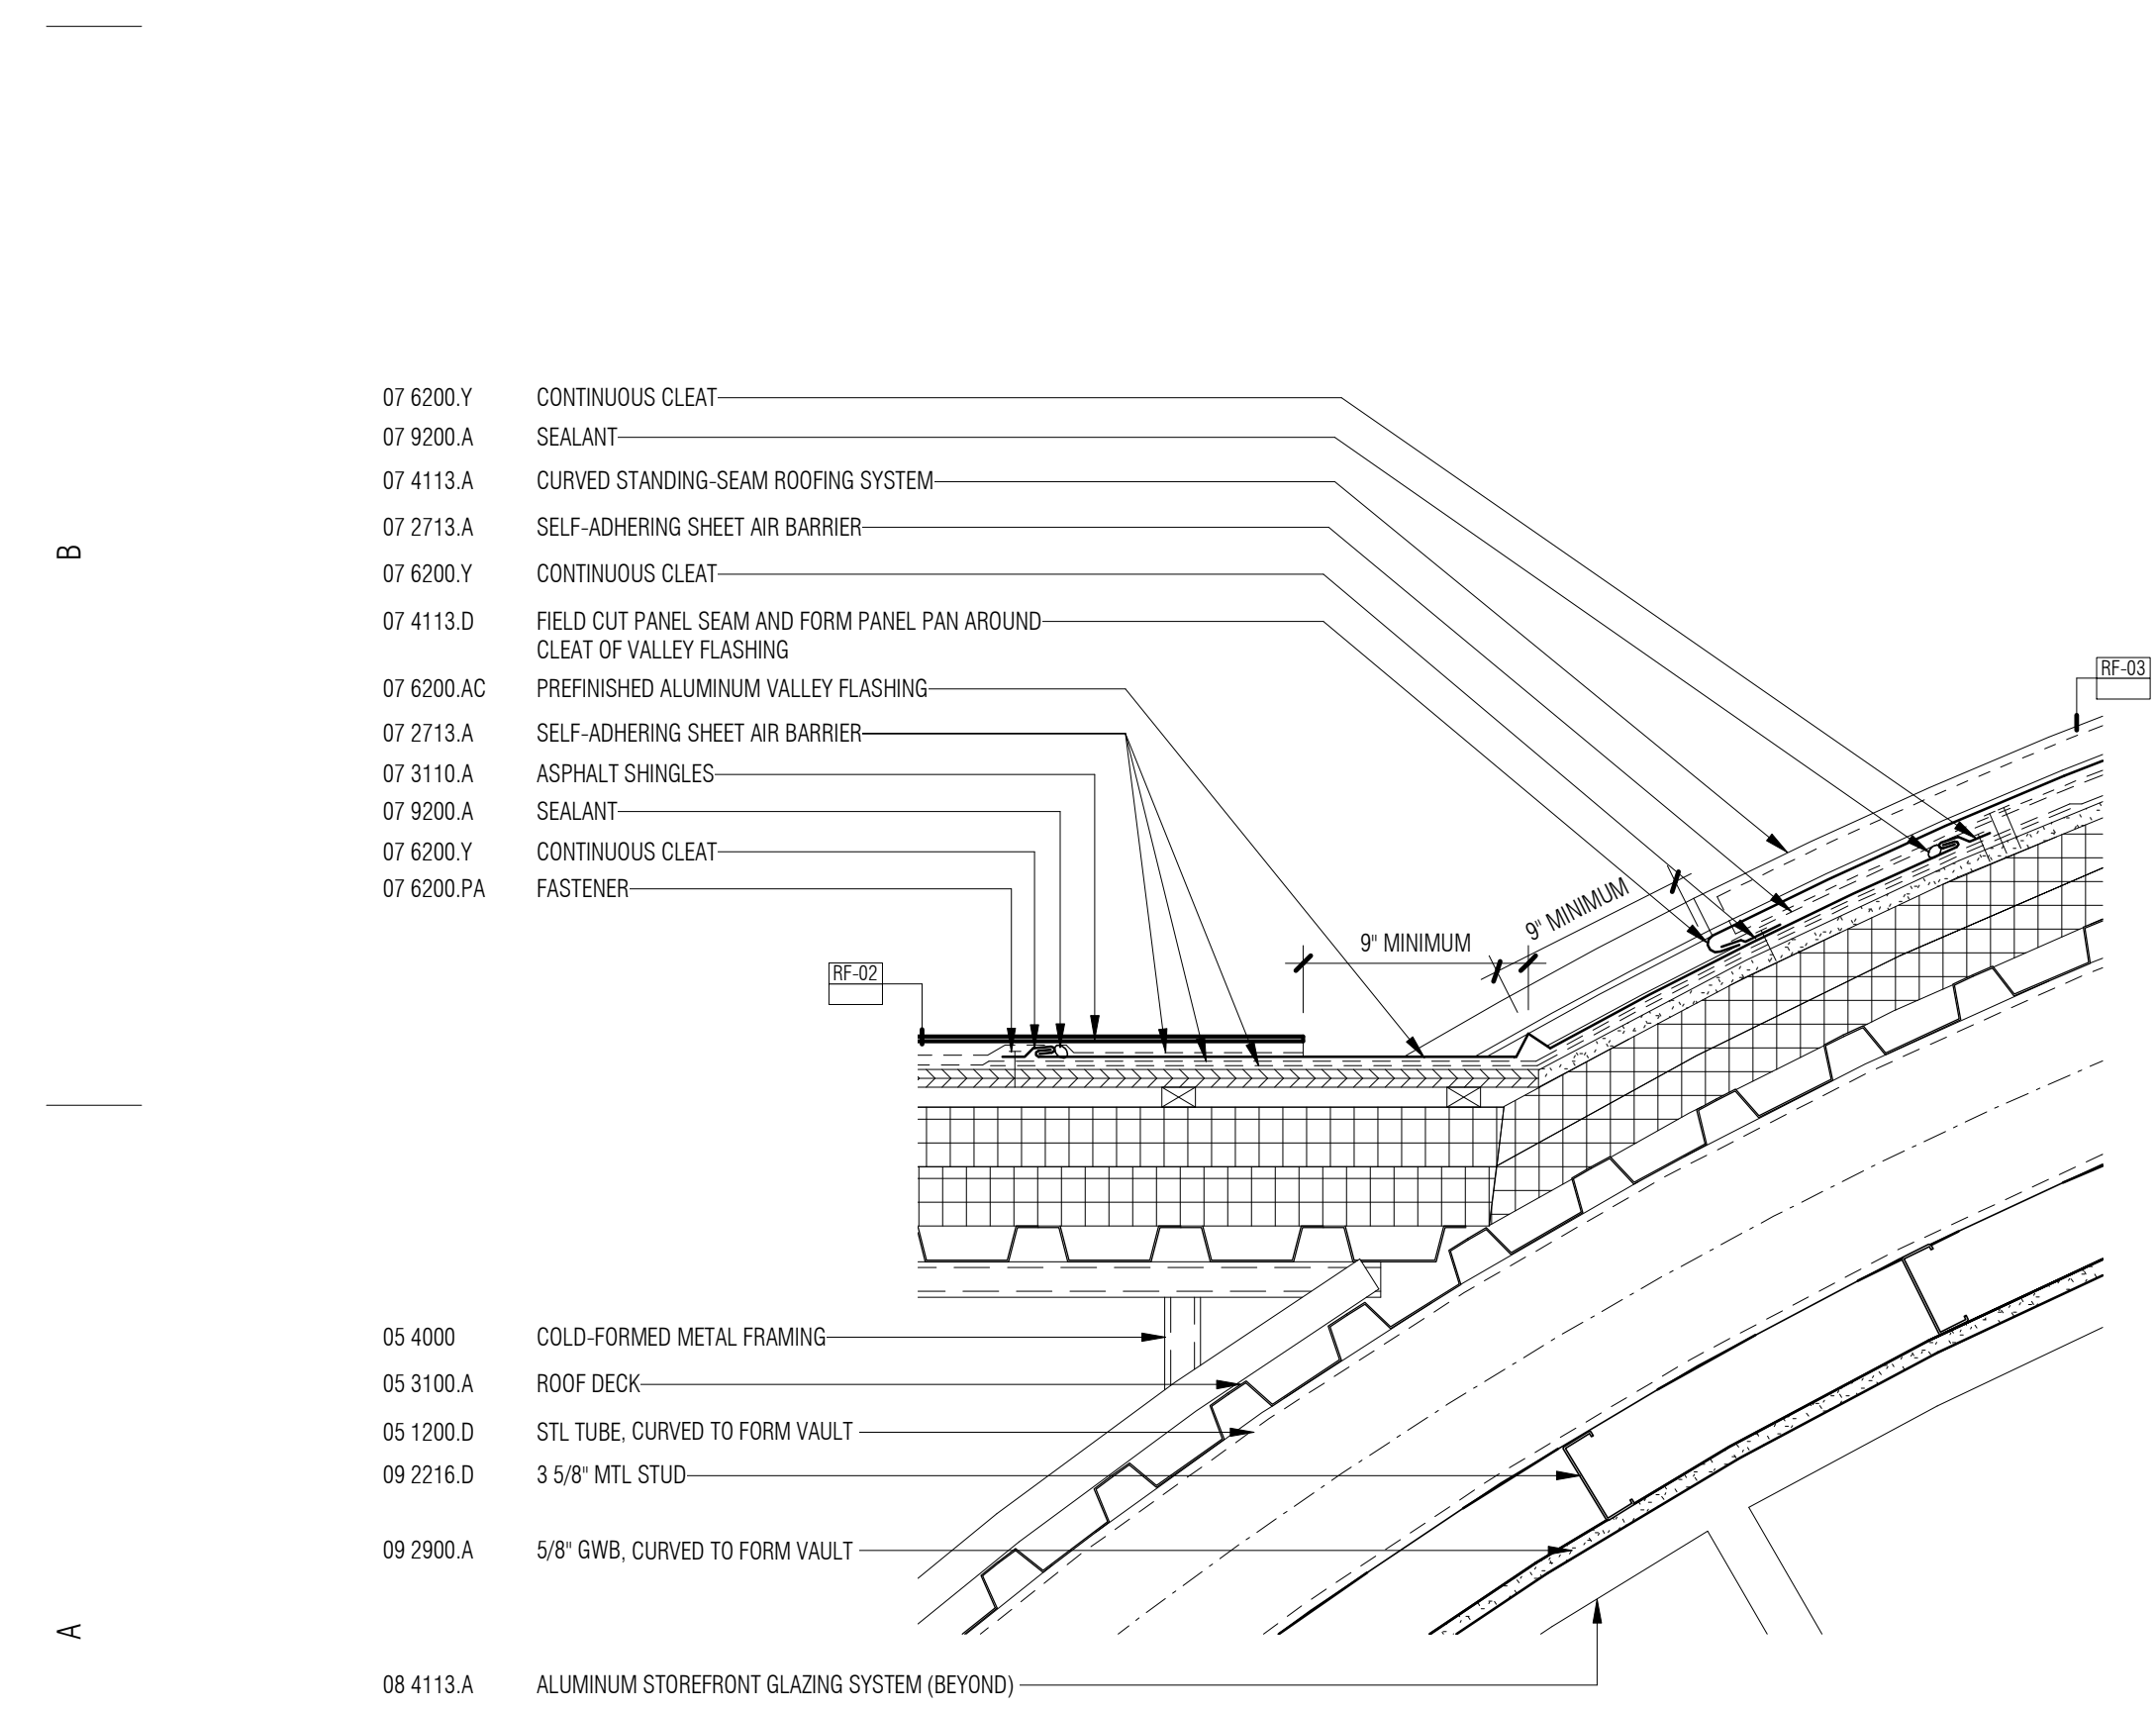 07 6200.Y CONTINUOUS CLEAT
07 9200.A SEALANT
07 4113.A CURVED STANDING-SEAM ROOFING SYSTEM
07 2713.A SELF-ADHERING SHEET AIR BARRIER
B
07 6200.Y CONTINUOUS CLEAT
07 4113.D FIELD CUT PANEL SEAM AND FORM PANEL PAN AROUND
CLEAT OF VALLEY FLASHING
RF-03
07 6200.AC PREFINISHED ALUMINUM VALLEY FLASHING
07 2713.A SELF-ADHERING SHEET AIR BARRIER
07 3110.A ASPHALT SHINGLES
07 9200.A SEALANT
07 6200.Y CONTINUOUS CLEAT
07 6200.PA FASTENER
9" MINIMUM
9" MINIMUM
RF-02
05 4000 COLD-FORMED METAL FRAMING
05 3100.A ROOF DECK
05 1200.D STL TUBE, CURVED TO FORM VAULT
09 2216.D 3 5/8" MTL STUD
09 2900.A 5/8" GWB, CURVED TO FORM VAULT
A
08 4113.A ALUMINUM STOREFRONT GLAZING SYSTEM (BEYOND)